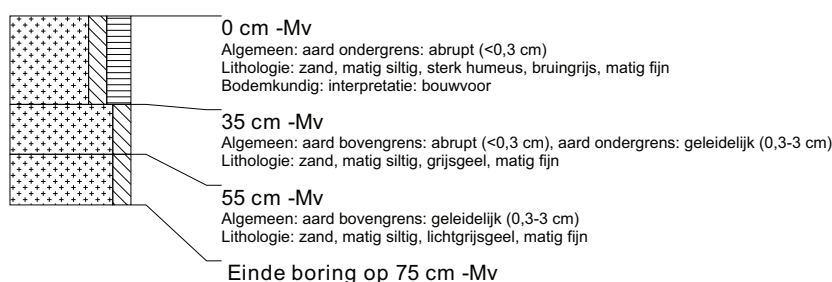 0 cm -Mv
Algemeen: aard ondergrens: abrupt (<0,3 cm)
Lithologie: zand, matig siltig, sterk humeus, bruingrijs, matig fijn
Bodemkundig: interpretatie: bouwvoor
35 cm -Mv
Algemeen: aard bovengrens: abrupt (<0,3 cm), aard ondergrens: geleidelijk (0,3-3 cm)
Lithologie: zand, matig siltig, grijsgeel, matig fijn
55 cm -Mv
Algemeen: aard bovengrens: geleidelijk (0,3-3 cm)
Lithologie: zand, matig siltig, lichtgrijsgeel, matig fijn
Einde boring op 75 cm -Mv